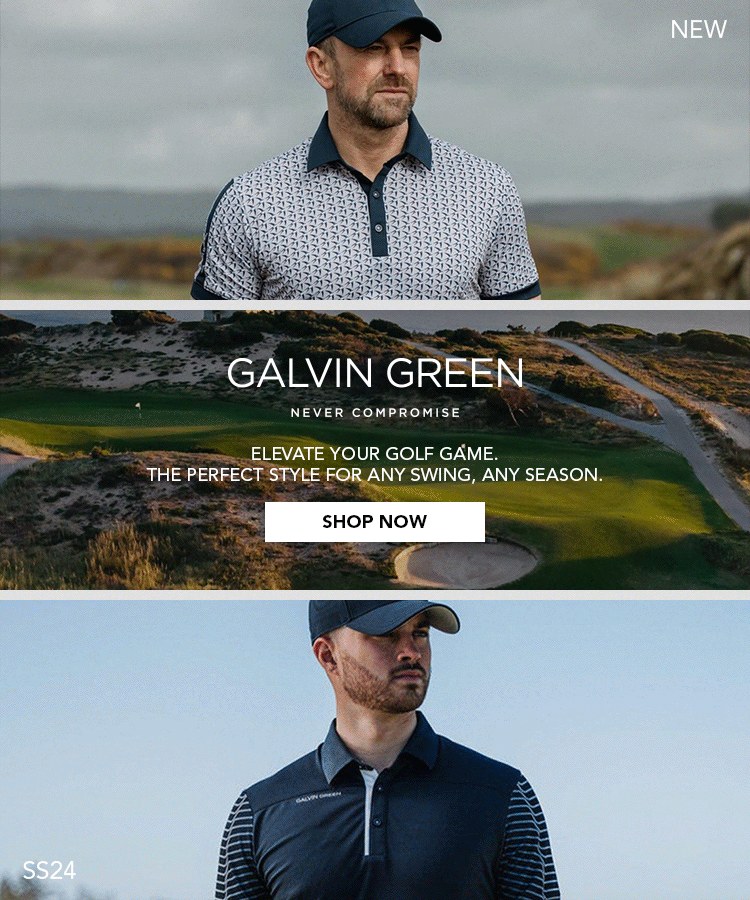 NEW
GALVIN GREEN
NEVER COMPROMISE
ELEVATE YOUR GOLF GAME.
THE PERFECT STYLE FOR ANY SWING, ANY SEASON.
SHOP NOW
GALVIN GREEN
SS24